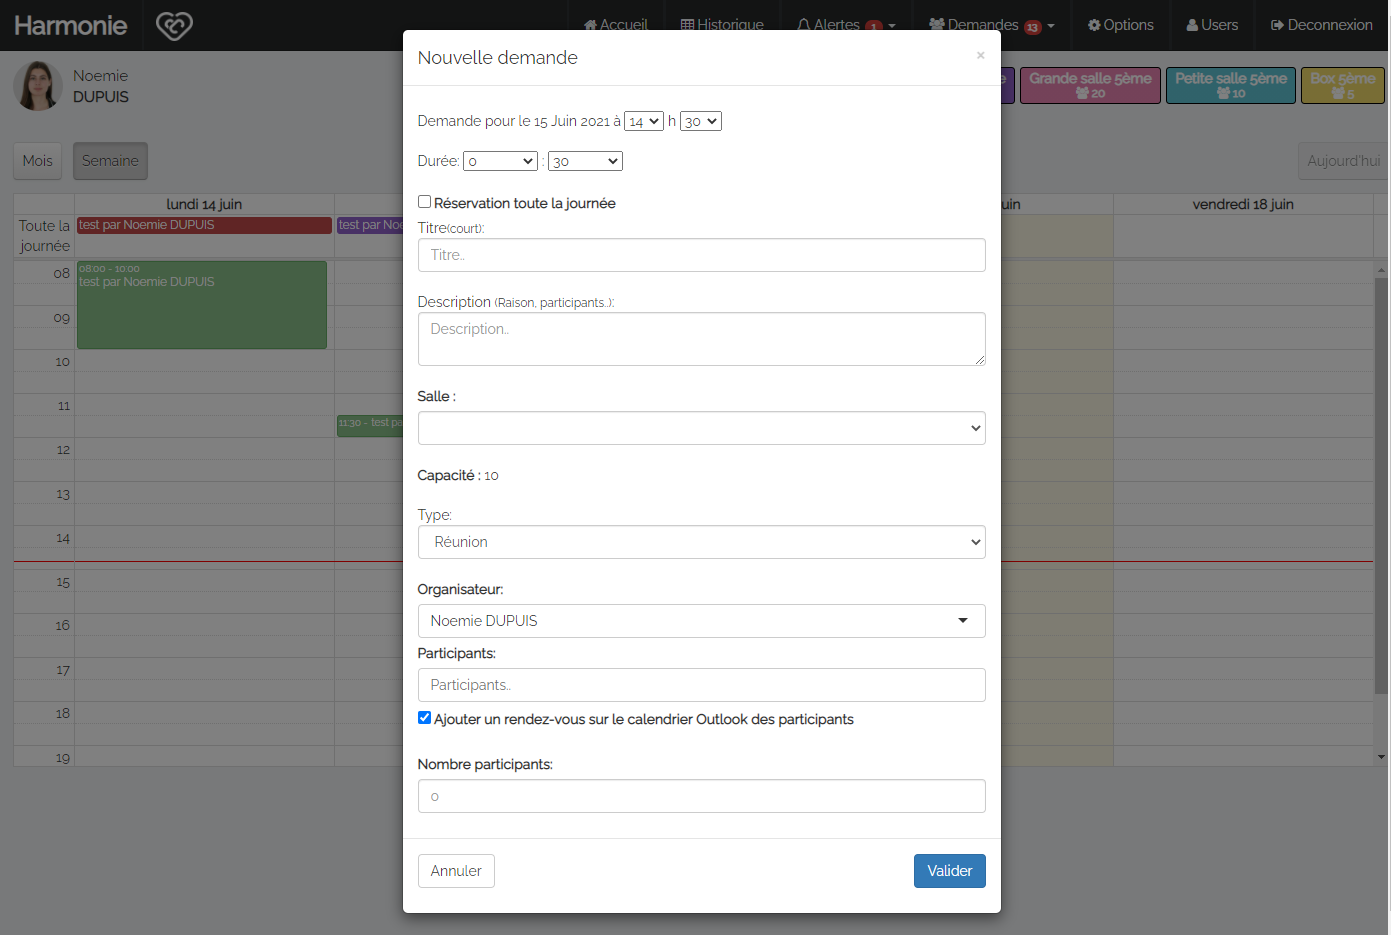 Harmonie
Accueil
Historique
Alertes 1
Demandes 13
Options
Users
Deconnexion
Noemie
DUPUIS
e
Grande salle 5ème
20
Petite salle 5ème
10
Box 5ème
5
Mois
Semaine
Aujourd'hui
lundi 14 juin
uin
vendredi 18 juin
Toute la
journée
test par Noemie DUPUIS
test par Noe
08
08:00 - 10:00
test par Noemie DUPUIS
09
10
11
11:30 - test pa
12
13
14
15
16
17
18
19
Nouvelle demande
×
Demande pour le 15 Juin 2021 à 14 h 30
Durée: 0 : 30
Réservation toute la journée
Titre(court):
Titre..
Description (Raison, participants..):
Description..
Salle :
Capacité : 10
Type:
Réunion
Organisateur:
Noemie DUPUIS
Participants:
Participants..
Ajouter un rendez-vous sur le calendrier Outlook des participants
Nombre participants:
0
Annuler
Valider